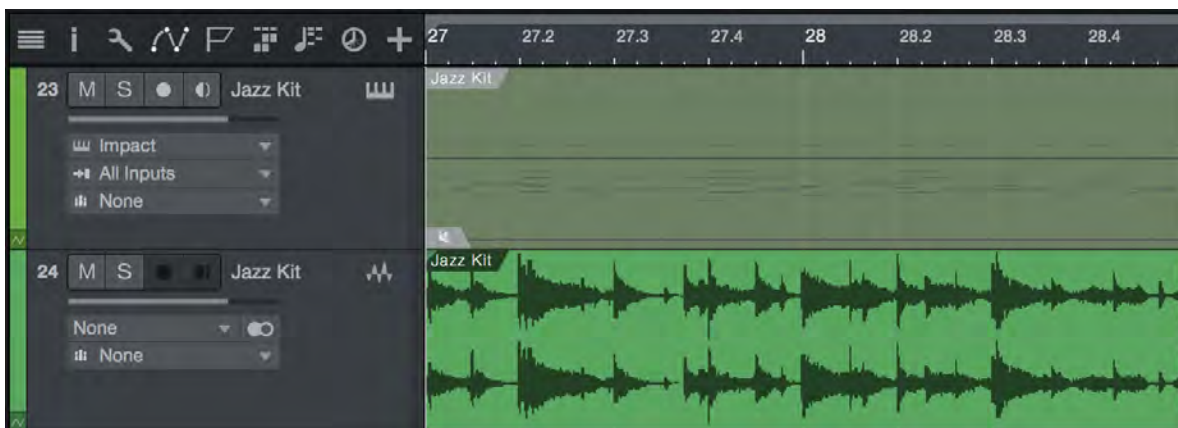 27 27.2 27.3 27.4 28 28.2 28.3 28.4
23 M S Jazz Kit
Jazz Kit
Impact
All Inputs
None
24 M S Jazz Kit
Jazz Kit
None
None